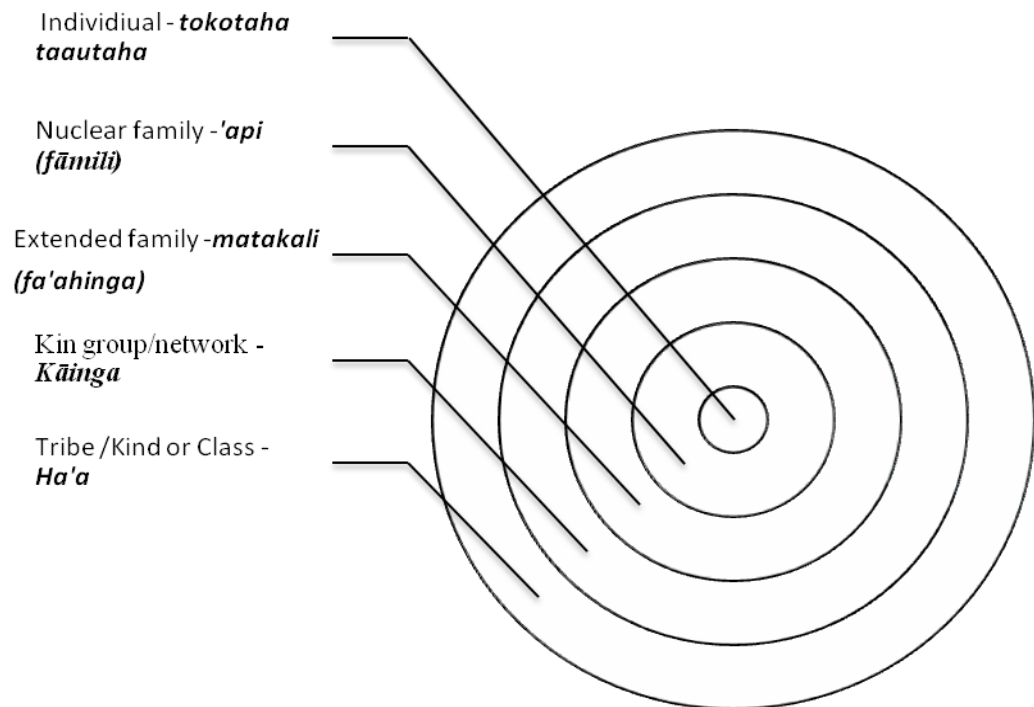 Individiual - tokotaha
taautaha
Nuclear family -'api
(fāmili)
Extended family -matakali
(fa'ahinga)
Kin group/network -
Kāinga
Tribe /Kind or Class -
Ha'a